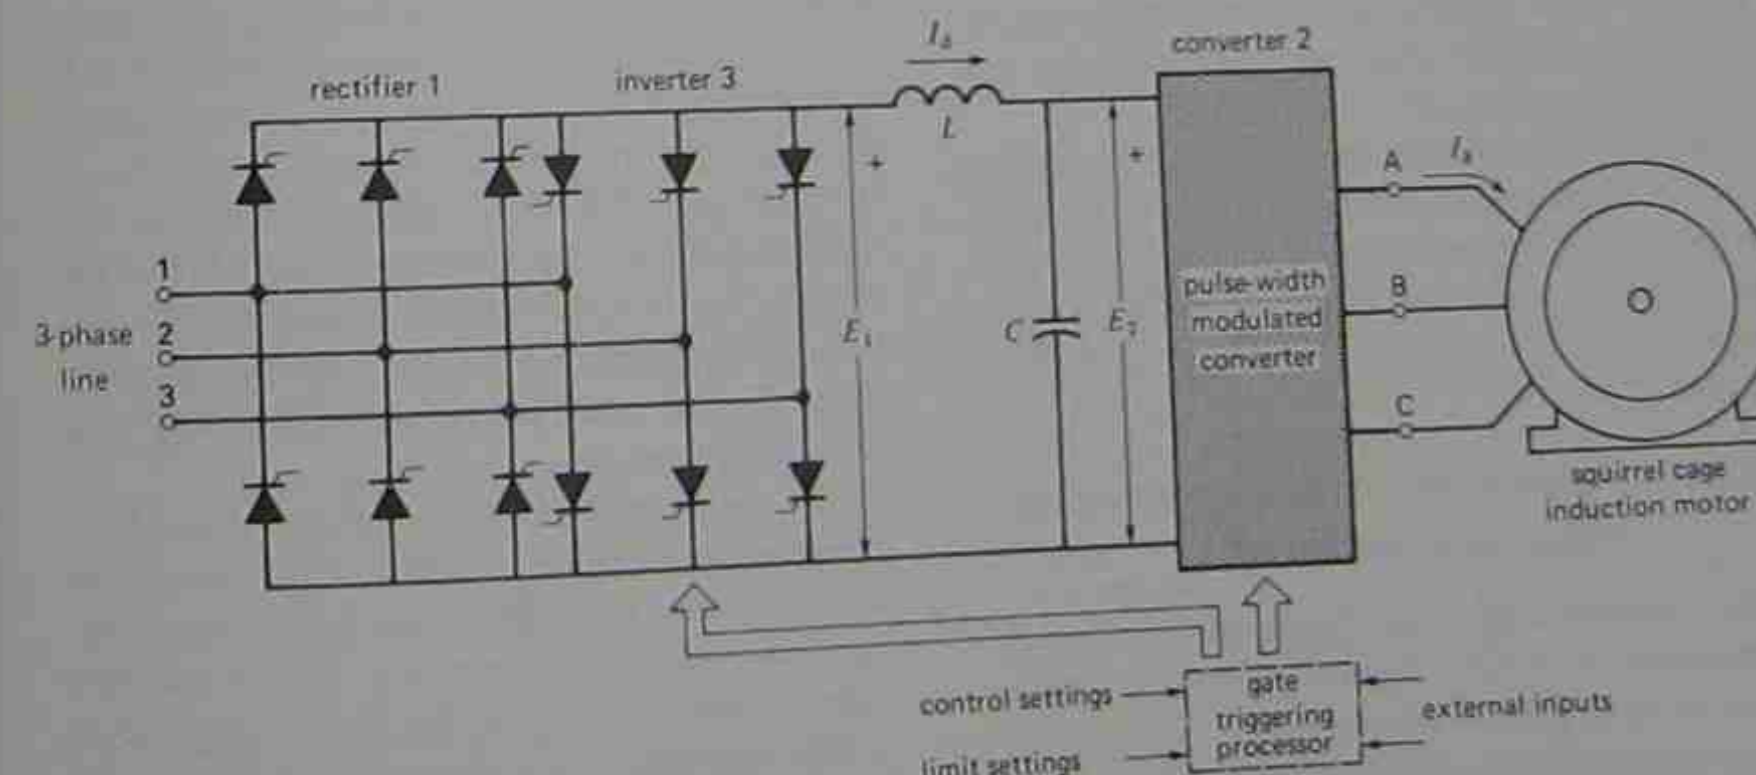 rectifier 1
inverter 3
I_d
converter 2
L
+
+
A
I_a
1
3-phase
line
2
3
E_1
C
E_2
pulse-width
modulated
converter
B
C
squirrel cage
induction motor
control settings
limit settings
gate
triggering
processor
external inputs